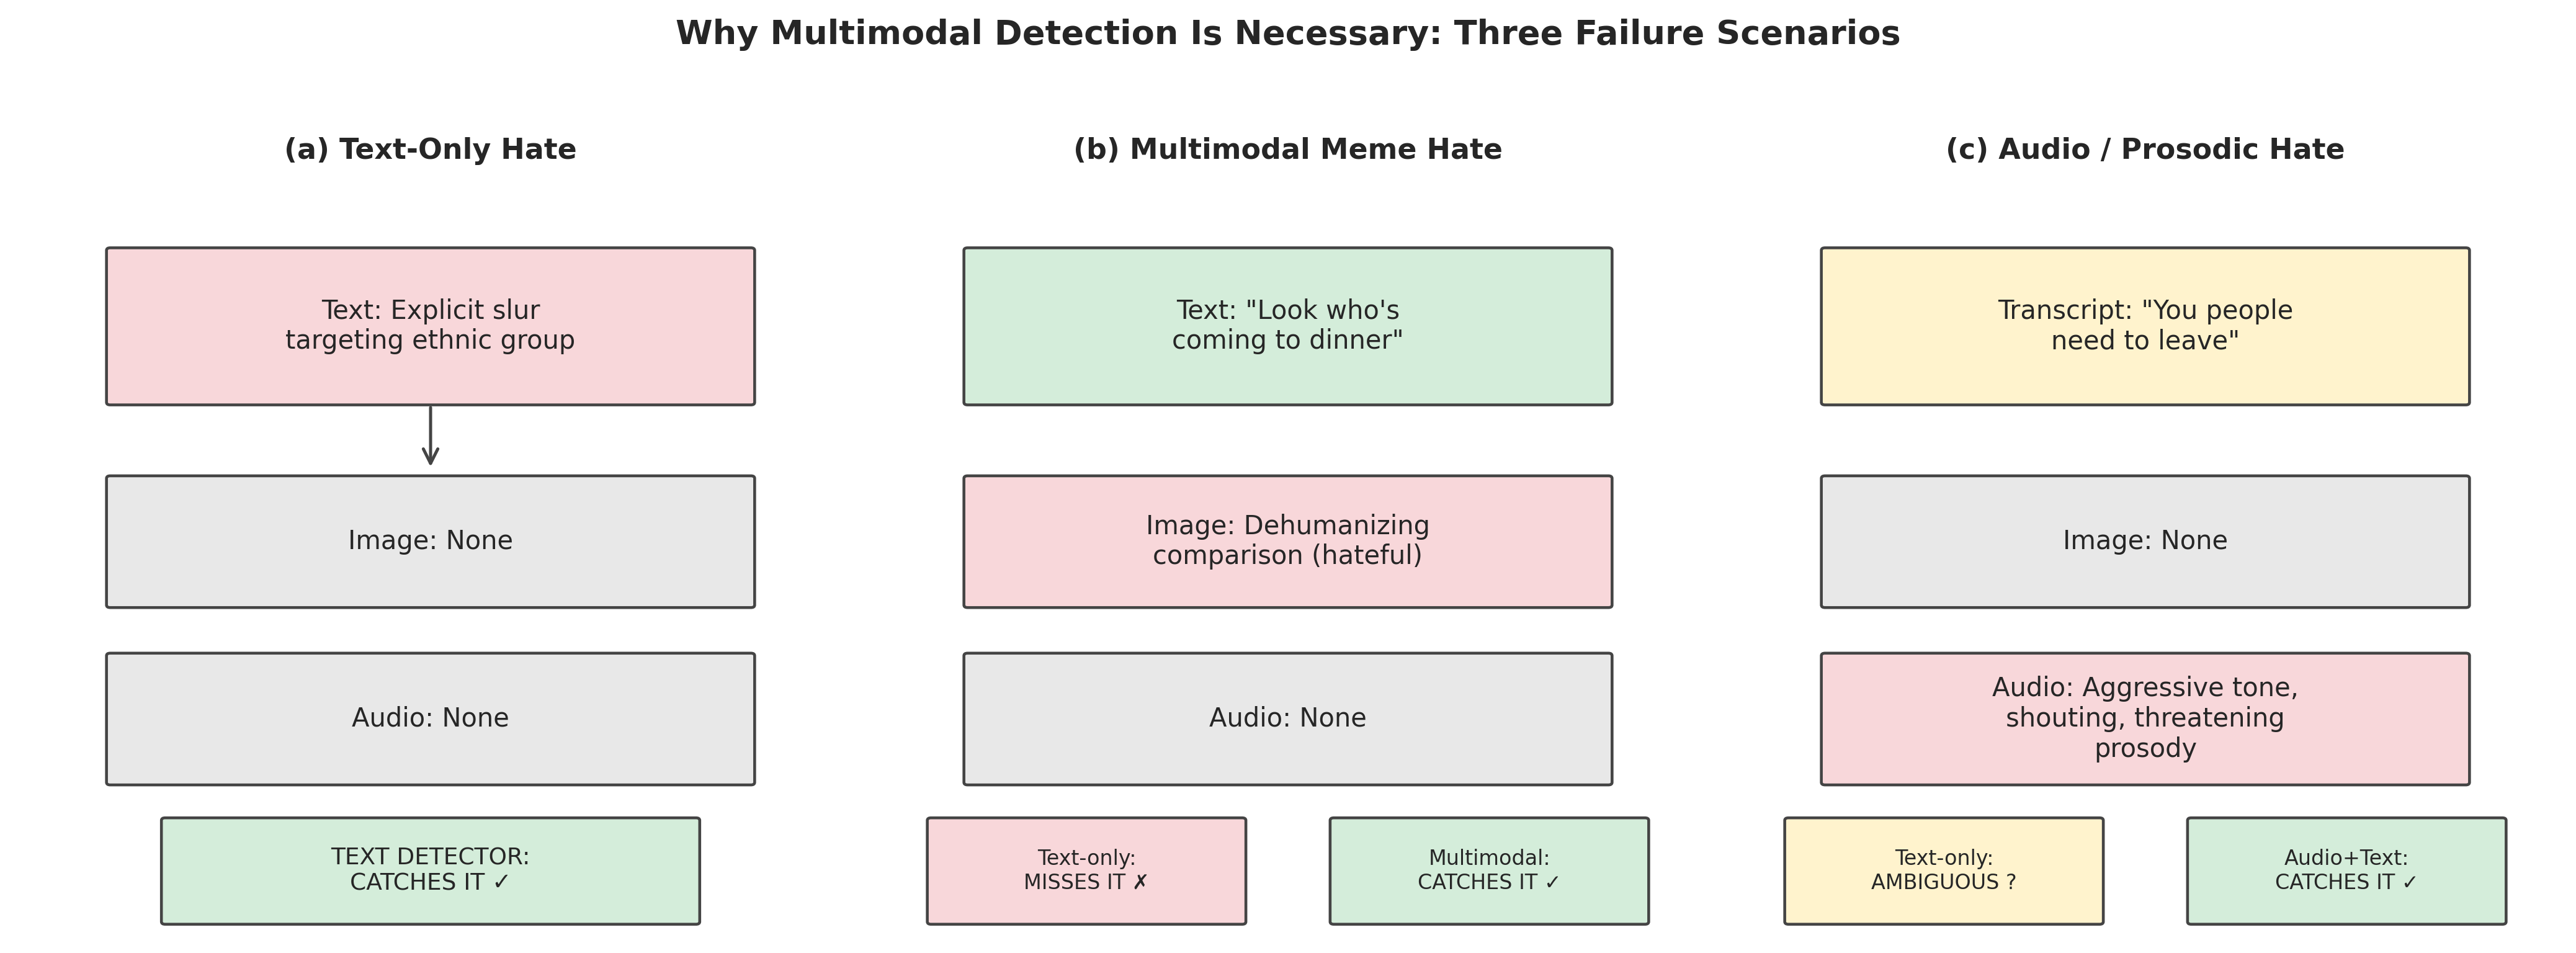 Why Multimodal Detection Is Necessary: Three Failure Scenarios
(a) Text-Only Hate
Text: Explicit slur
targeting ethnic group
Image: None
Audio: None
TEXT DETECTOR:
CATCHES IT ✓
(b) Multimodal Meme Hate
Text: "Look who's
coming to dinner"
Image: Dehumanizing
comparison (hateful)
Audio: None
Text-only:
MISSES IT ✗
Multimodal:
CATCHES IT ✓
(c) Audio / Prosodic Hate
Transcript: "You people
need to leave"
Image: None
Audio: Aggressive tone,
shouting, threatening
prosody
Text-only:
AMBIGUOUS ?
Audio+Text:
CATCHES IT ✓